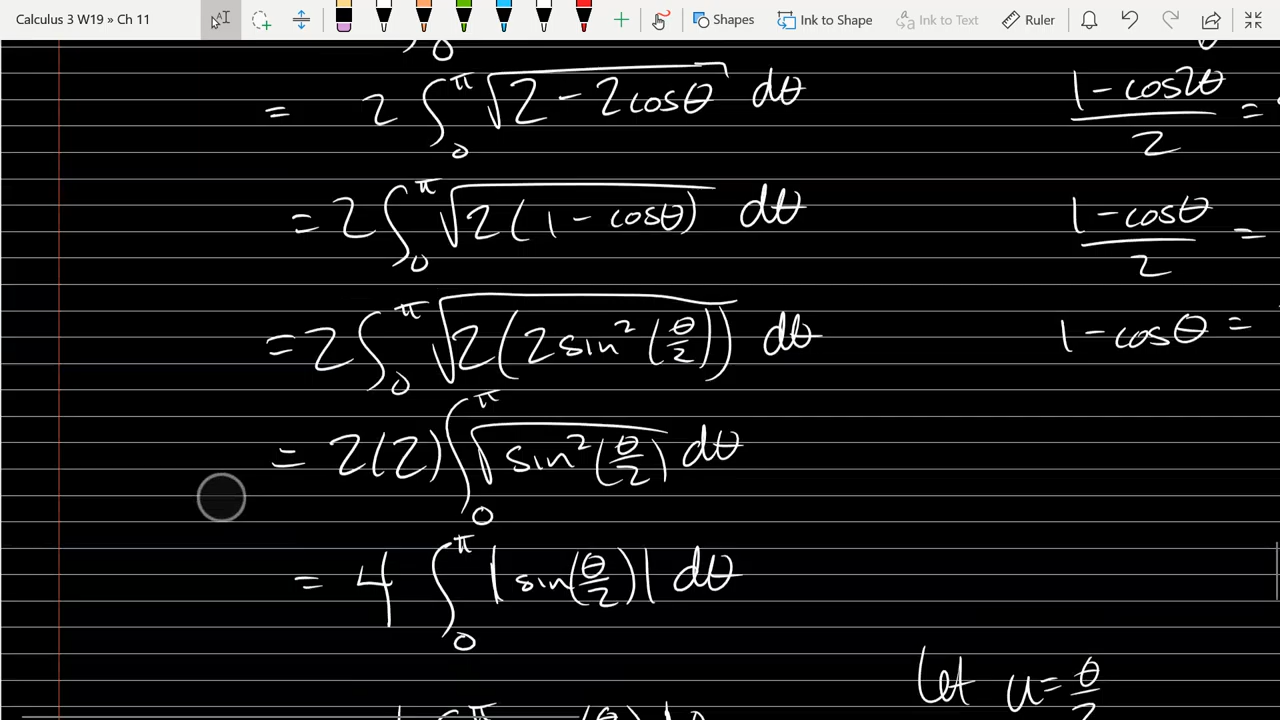 Calculus 3 W19 » Ch 11
Shapes
Ink to Shape
Ink to Text
Ruler
= 2 ∫₀^π √(2 - 2cosθ) dθ
= 2 ∫₀^π √(2(1 - cosθ)) dθ
= 2 ∫₀^π √(2(2sin²(θ/2))) dθ
= 2(2) ∫₀^π √(sin²(θ/2)) dθ
= 4 ∫₀^π |sin(θ/2)| dθ
(1 - cos2θ)/2 =
(1 - cosθ)/2 =
1 - cosθ =
Let u = θ/2